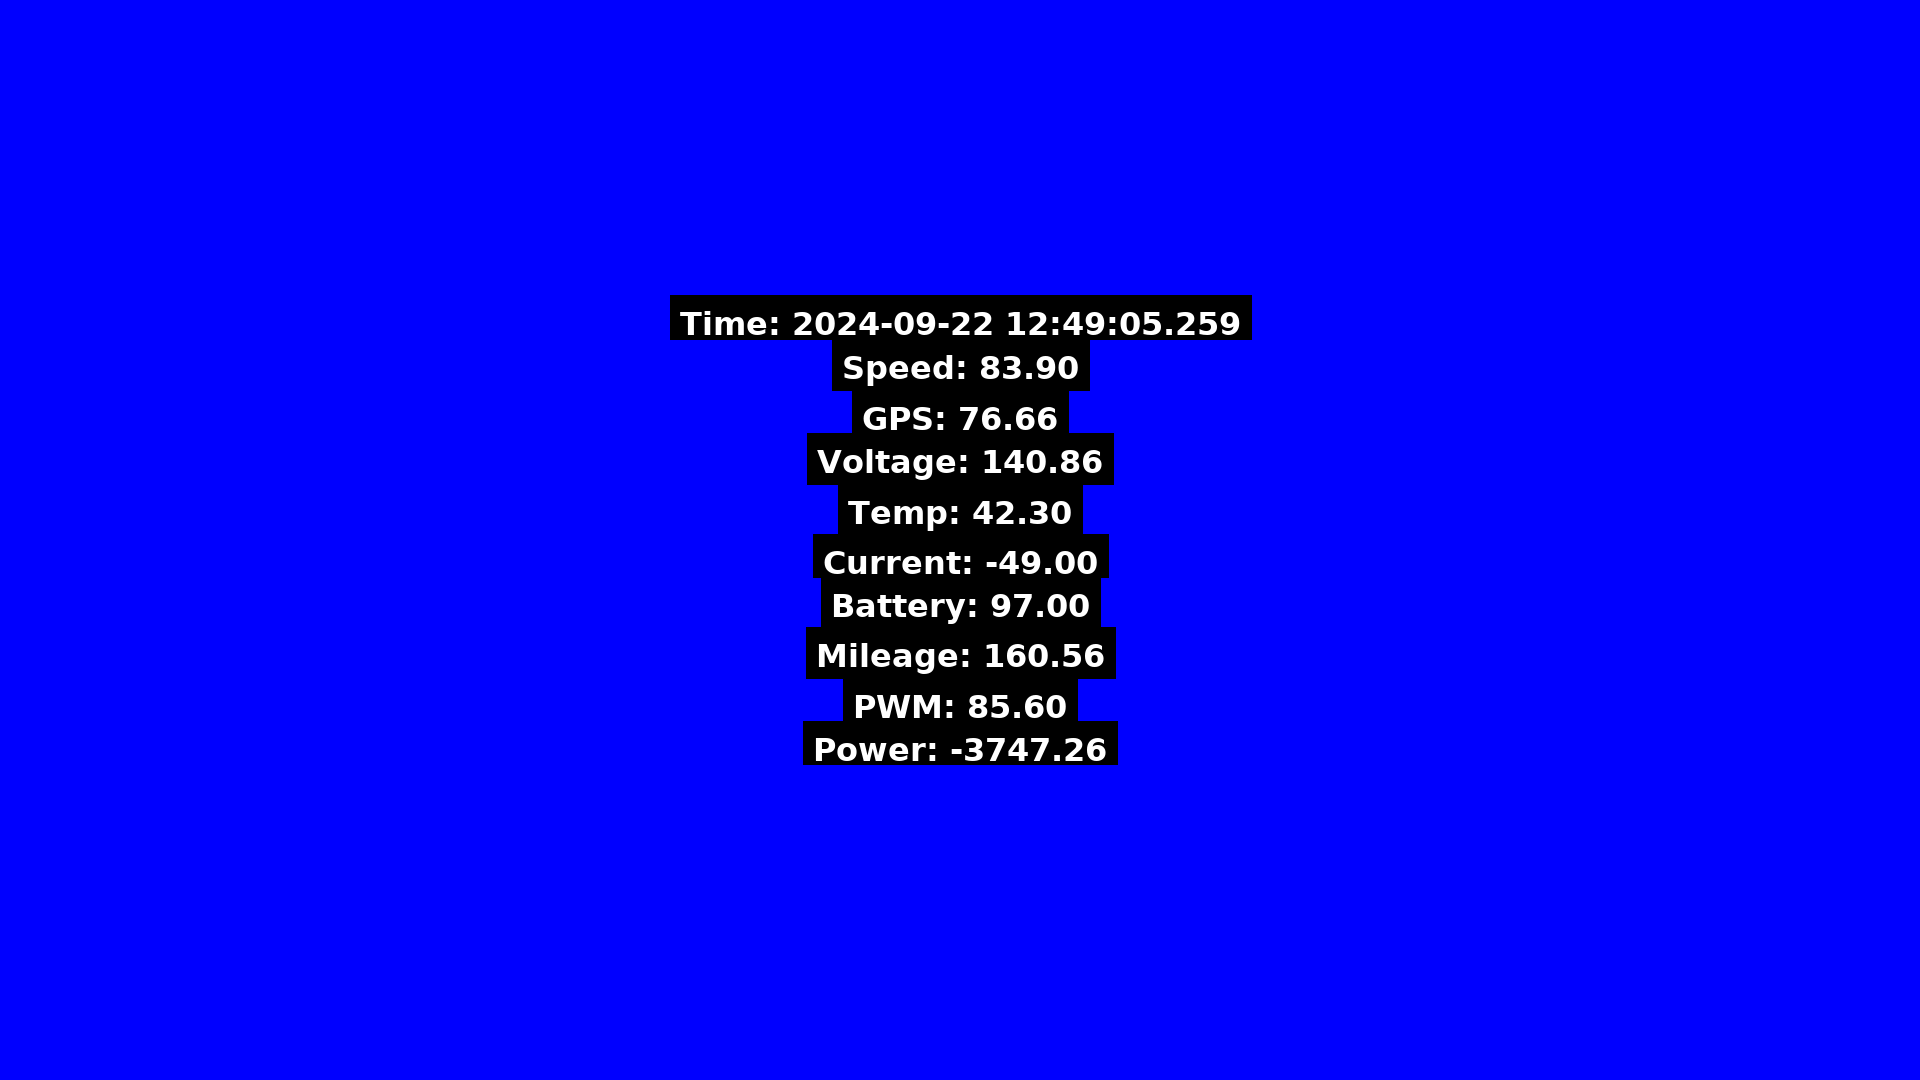 Time: 2024-09-22 12:49:05.259
Speed: 83.90
GPS: 76.66
Voltage: 140.86
Temp: 42.30
Current: -49.00
Battery: 97.00
Mileage: 160.56
PWM: 85.60
Power: -3747.26